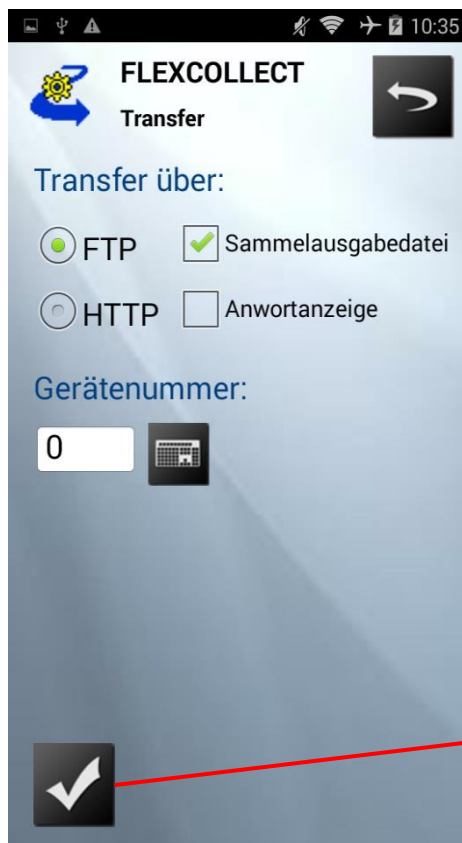 10:35
FLEXCOLLECT
Transfer
Transfer über:
FTP Sammelausgabedatei
HTTP Anwortanzeige
Gerätenummer:
0